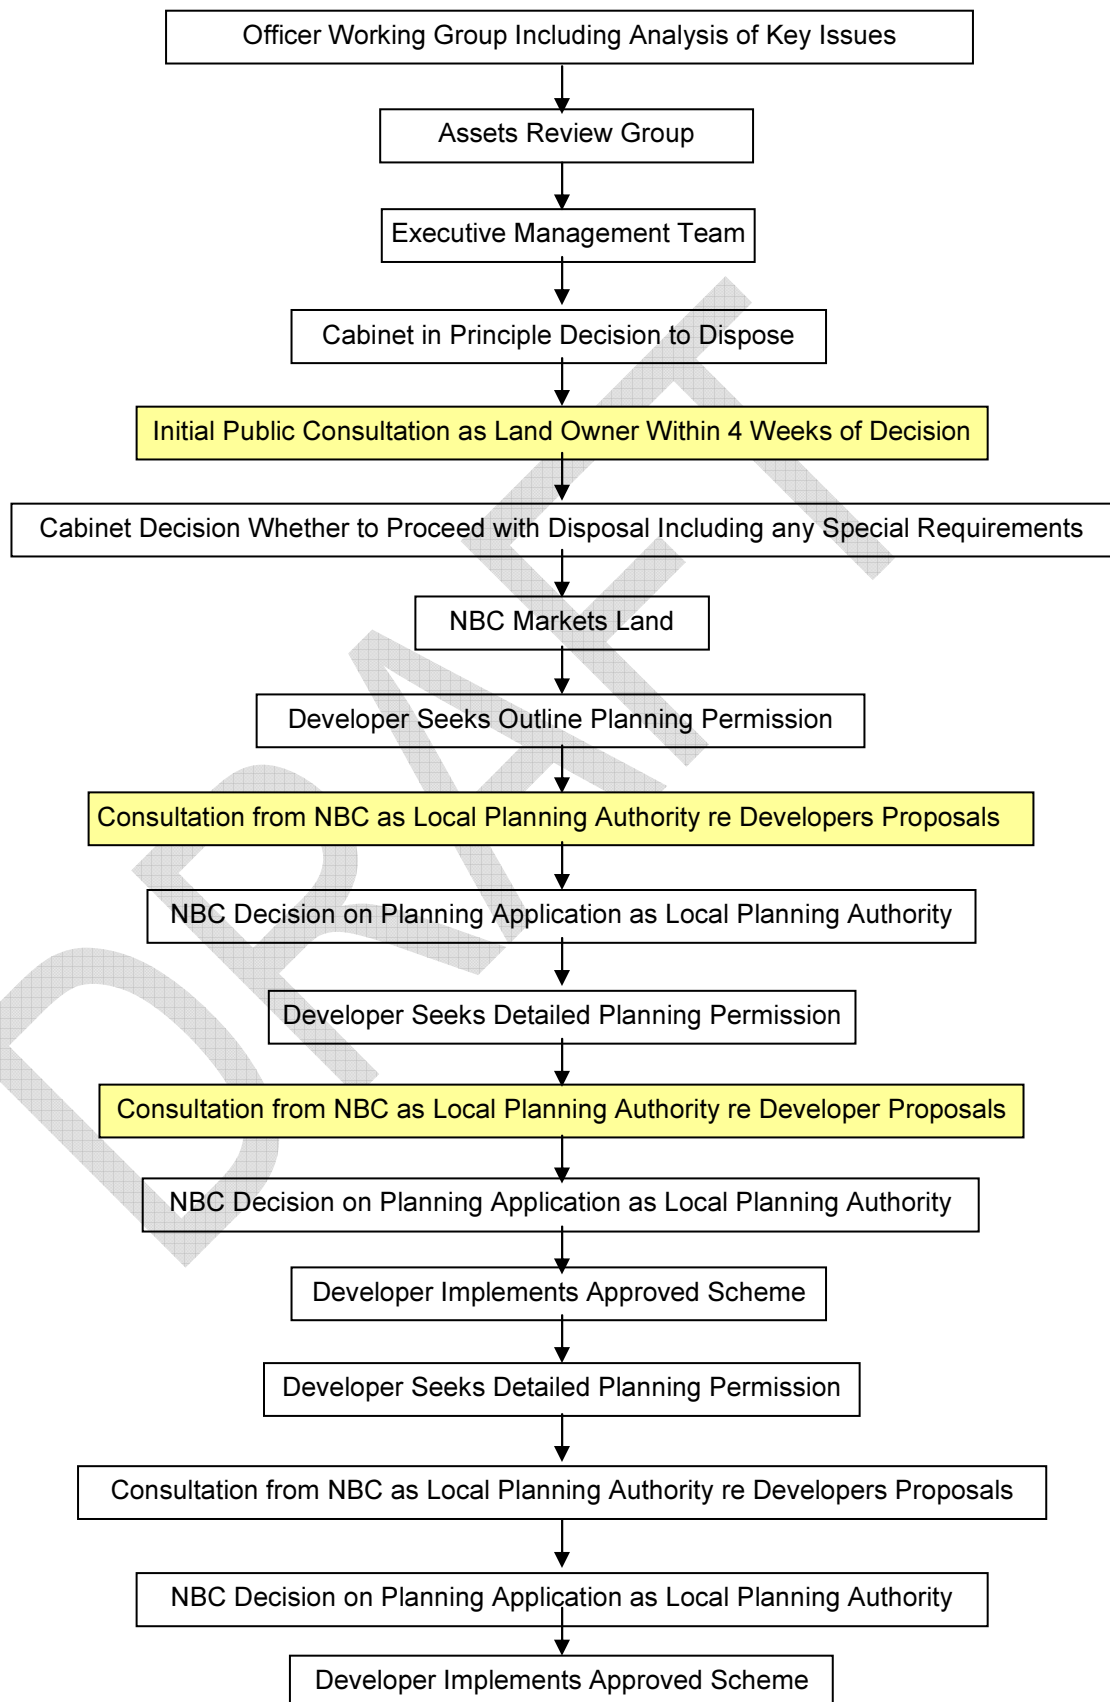 Officer Working Group Including Analysis of Key Issues
Assets Review Group
Executive Management Team
Cabinet in Principle Decision to Dispose
Initial Public Consultation as Land Owner Within 4 Weeks of Decision
Cabinet Decision Whether to Proceed with Disposal Including any Special Requirements
NBC Markets Land
Developer Seeks Outline Planning Permission
Consultation from NBC as Local Planning Authority re Developers Proposals
NBC Decision on Planning Application as Local Planning Authority
Developer Seeks Detailed Planning Permission
Consultation from NBC as Local Planning Authority re Developer Proposals
NBC Decision on Planning Application as Local Planning Authority
Developer Implements Approved Scheme
Developer Seeks Detailed Planning Permission
Consultation from NBC as Local Planning Authority re Developers Proposals
NBC Decision on Planning Application as Local Planning Authority
Developer Implements Approved Scheme
DRAFT